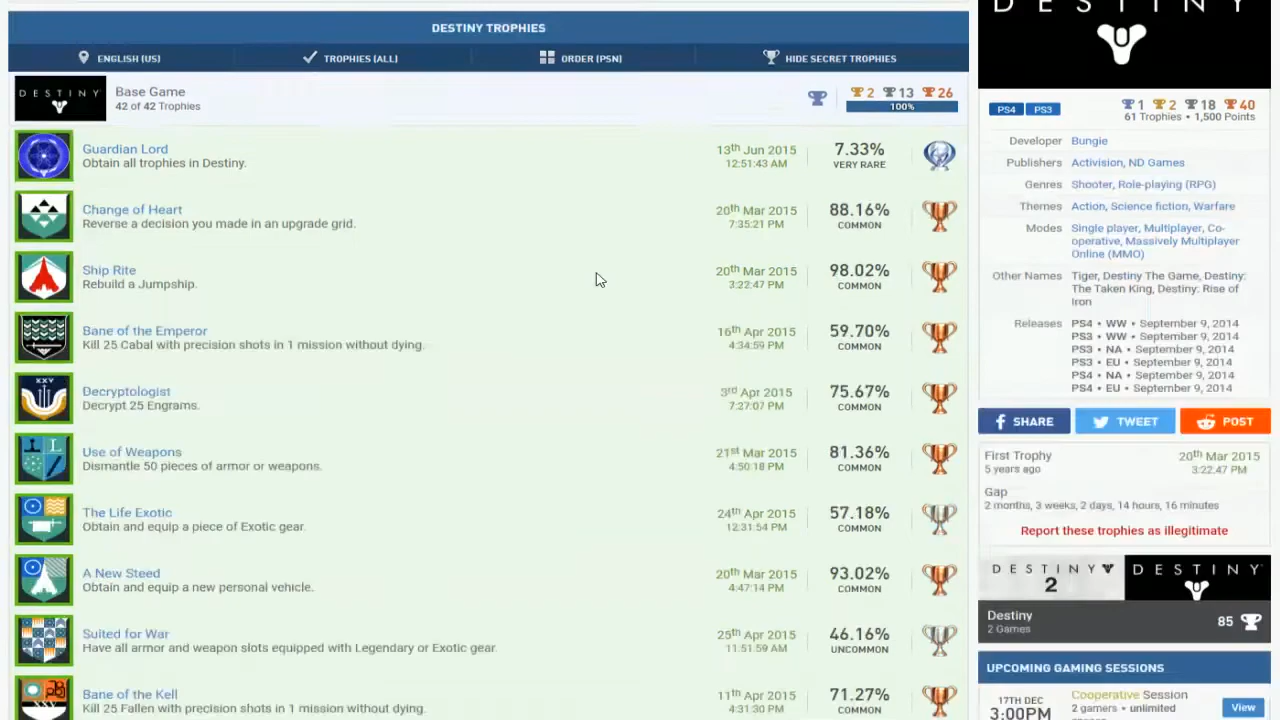 DESTINY TROPHIES
ENGLISH (US) TROPHIES (ALL) ORDER (PSN) HIDE SECRET TROPHIES
DESTINY
Base Game
42 of 42 Trophies
2 13 26
100%
Guardian Lord
Obtain all trophies in Destiny.
13th Jun 2015
12:51:43 AM
7.33%
VERY RARE
Change of Heart
Reverse a decision you made in an upgrade grid.
20th Mar 2015
7:35:21 PM
88.16%
COMMON
Ship Rite
Rebuild a Jumpship.
20th Mar 2015
3:22:47 PM
98.02%
COMMON
Bane of the Emperor
Kill 25 Cabal with precision shots in 1 mission without dying.
16th Apr 2015
4:34:59 PM
59.70%
COMMON
XXV
Decryptologist
Decrypt 25 Engrams.
3rd Apr 2015
7:27:07 PM
75.67%
COMMON
Use of Weapons
Dismantle 50 pieces of armor or weapons.
21st Mar 2015
4:50:18 PM
81.36%
COMMON
The Life Exotic
Obtain and equip a piece of Exotic gear.
24th Apr 2015
12:31:54 PM
57.18%
COMMON
A New Steed
Obtain and equip a new personal vehicle.
20th Mar 2015
4:47:14 PM
93.02%
COMMON
Suited for War
Have all armor and weapon slots equipped with Legendary or Exotic gear.
25th Apr 2015
11:51:59 AM
46.16%
UNCOMMON
Bane of the Kell
Kill 25 Fallen with precision shots in 1 mission without dying.
11th Apr 2015
4:31:30 PM
71.27%
COMMON
DESTINY
PS4 PS3
1 2 18 40
61 Trophies • 1,500 Points
Developer Bungie
Publishers Activision, ND Games
Genres Shooter, Role-playing (RPG)
Themes Action, Science fiction, Warfare
Modes Single player, Multiplayer, Co-
operative, Massively Multiplayer
Online (MMO)
Other Names Tiger, Destiny The Game, Destiny:
The Taken King, Destiny: Rise of
Iron
Releases PS4 • WW • September 9, 2014
PS3 • WW • September 9, 2014
PS3 • NA • September 9, 2014
PS3 • EU • September 9, 2014
PS4 • NA • September 9, 2014
PS4 • EU • September 9, 2014
SHARE TWEET POST
First Trophy
5 years ago
20th Mar 2015
3:22:47 PM
Gap
2 months, 3 weeks, 2 days, 14 hours, 16 minutes
Report these trophies as illegitimate
DESTINY
2
DESTINY
Destiny
2 Games
85
UPCOMING GAMING SESSIONS
17TH DEC
3:00PM
Cooperative Session
2 gamers • unlimited
View